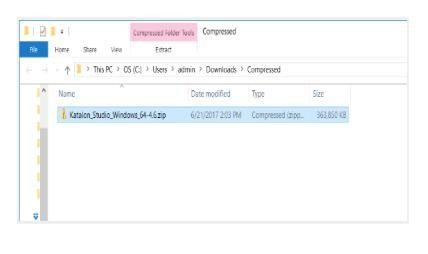 Compressed Folder Tools Compressed
File Home Share View Extract
This PC > OS (C:) > Users > admin > Downloads > Compressed
Name Date modified Type Size
Katalon_Studio_Windows_64-4.6.zip 6/21/2017 2:03 PM Compressed (zipp... 363,850 KB